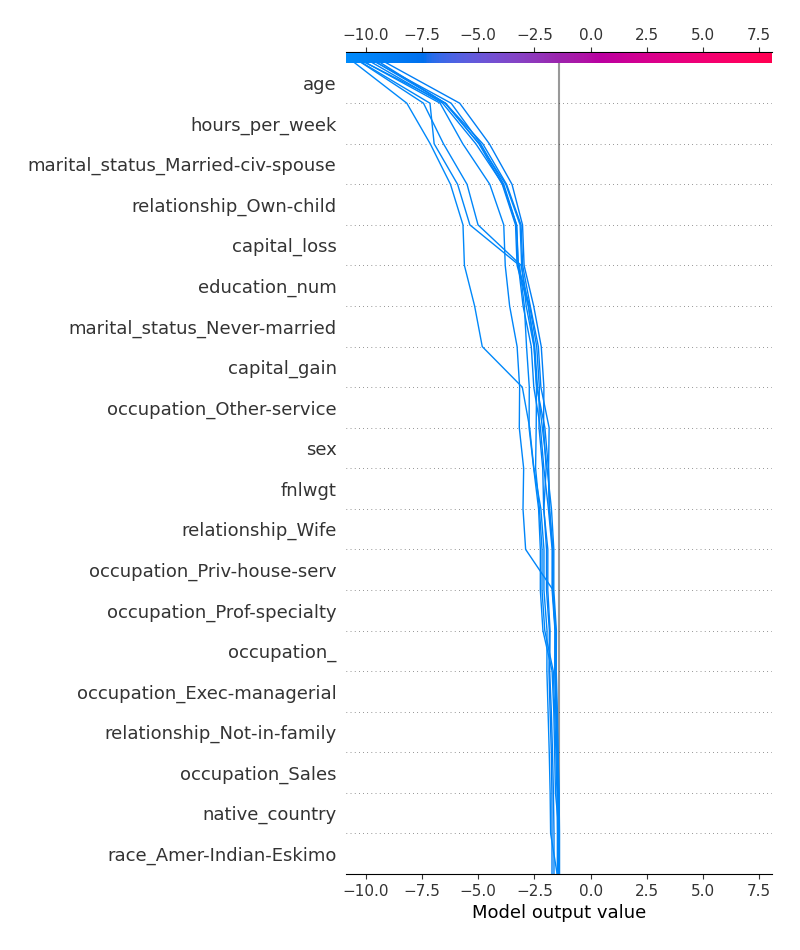 −10.0 −7.5 −5.0 −2.5 0.0 2.5 5.0 7.5
age
hours_per_week
marital_status_Married-civ-spouse
relationship_Own-child
capital_loss
education_num
marital_status_Never-married
capital_gain
occupation_Other-service
sex
fnlwgt
relationship_Wife
occupation_Priv-house-serv
occupation_Prof-specialty
occupation_
occupation_Exec-managerial
relationship_Not-in-family
occupation_Sales
native_country
race_Amer-Indian-Eskimo
−10.0 −7.5 −5.0 −2.5 0.0 2.5 5.0 7.5
Model output value